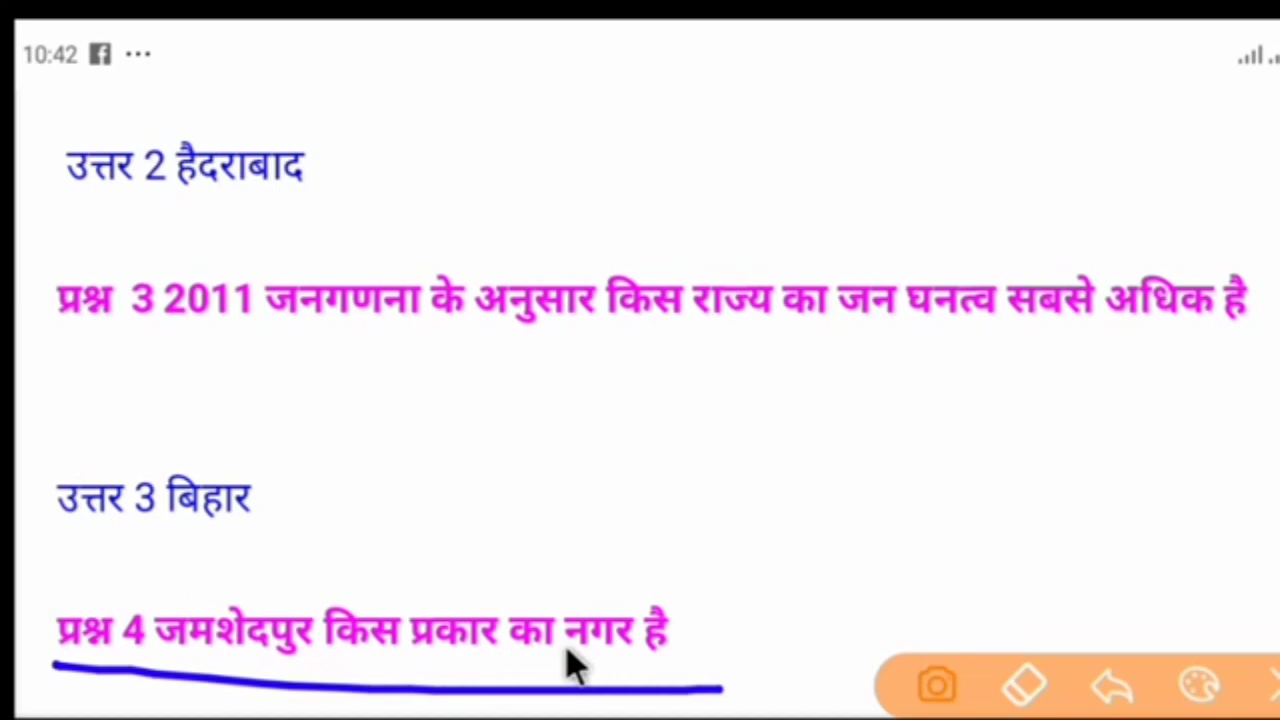 10:42
उत्तर 2 हैदराबाद
प्रश्न 3 2011 जनगणना के अनुसार किस राज्य का जन घनत्व सबसे अधिक है
उत्तर 3 बिहार
प्रश्न 4 जमशेदपुर किस प्रकार का नगर है